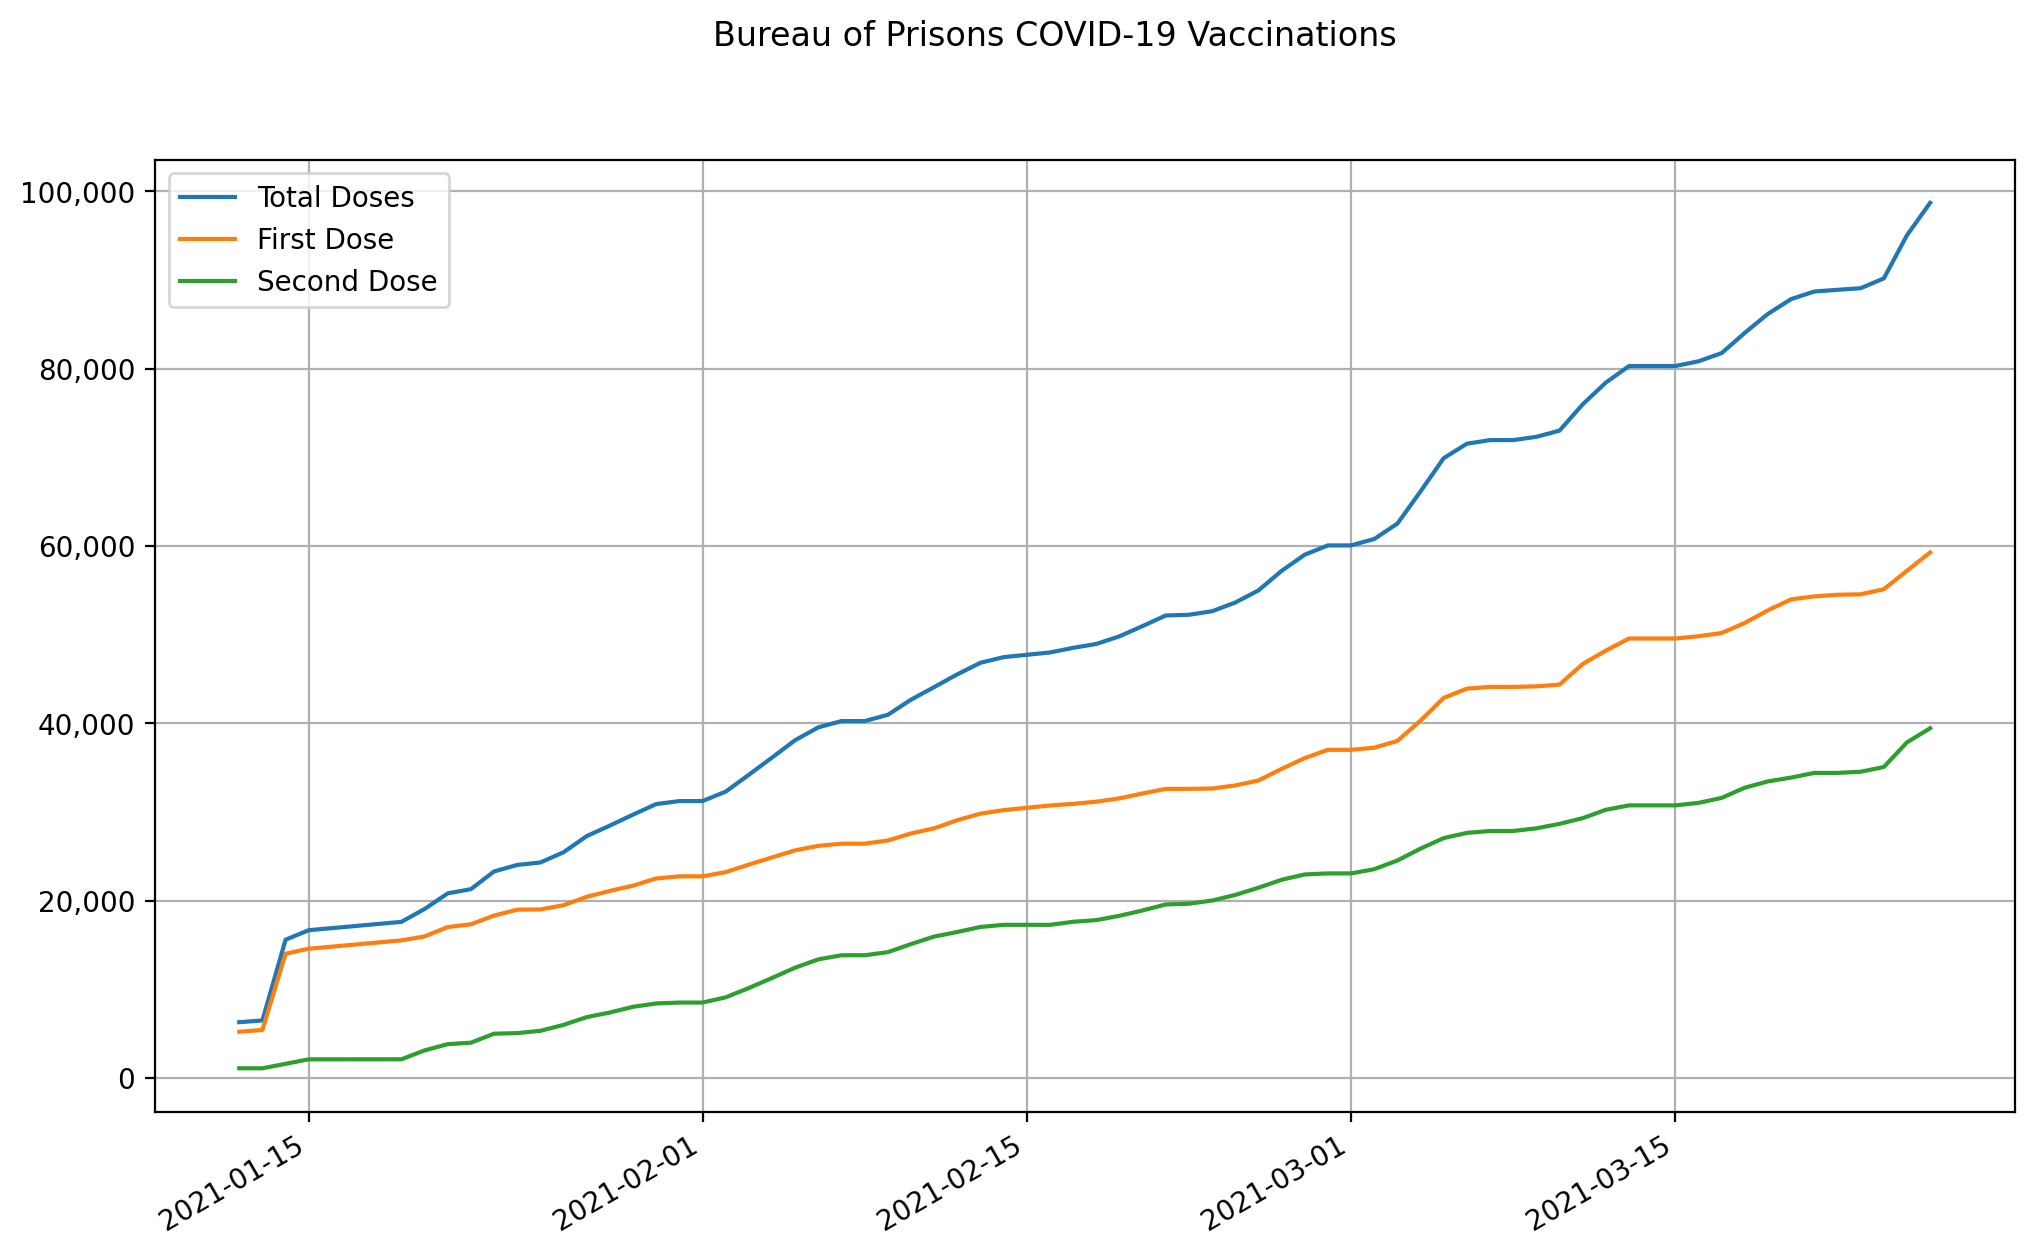 Bureau of Prisons COVID-19 Vaccinations
100,000
80,000
60,000
40,000
20,000
0
Total Doses
First Dose
Second Dose
2021-01-15
2021-02-01
2021-02-15
2021-03-01
2021-03-15